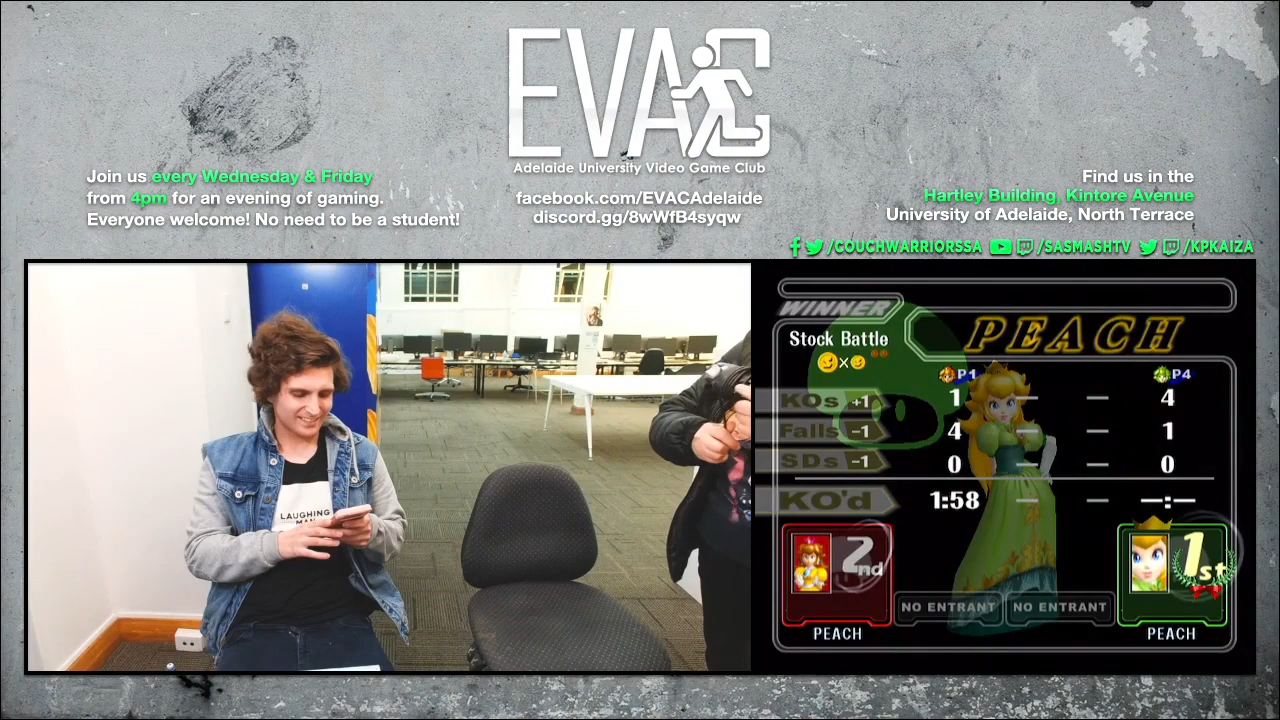 EVAC
Adelaide University Video Game Club
Join us every Wednesday & Friday
from 4pm for an evening of gaming.
Everyone welcome! No need to be a student!
facebook.com/EVACAdelaide
discord.gg/8wWfB4syqw
Find us in the
Hartley Building, Kintore Avenue
University of Adelaide, North Terrace
/COUCHWARRIORSSA /SASMASHTV /KPKAIZA
LAUGHING
MAN
WINNER
PEACH
Stock Battle
×
P1 P4
KOs +1 1 — — 4
Falls -1 4 — — 1
SDs -1 0 — — 0
KO'd 1:58 — — —:—
2nd
1st
NO ENTRANT NO ENTRANT
PEACH PEACH